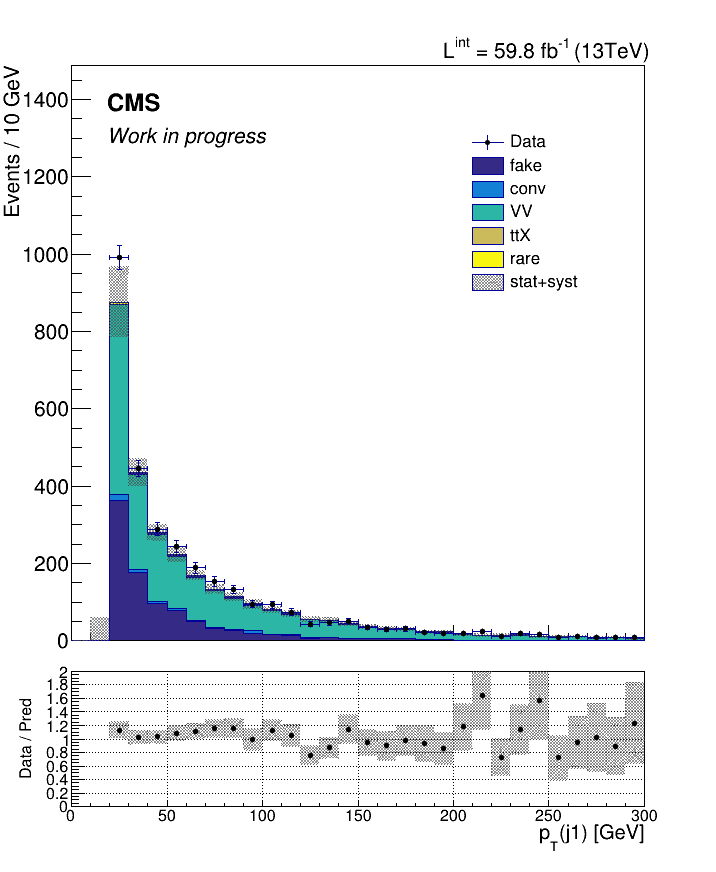 L^int = 59.8 fb^-1 (13TeV)
Events / 10 GeV
1400
1200
1000
800
600
400
200
0
CMS
Work in progress
Data
fake
conv
VV
ttX
rare
stat+syst
Data / Pred
2
1.8
1.6
1.4
1.2
1
0.8
0.6
0.4
0.2
0
0 50 100 150 200 250 300
p_T(j1) [GeV]